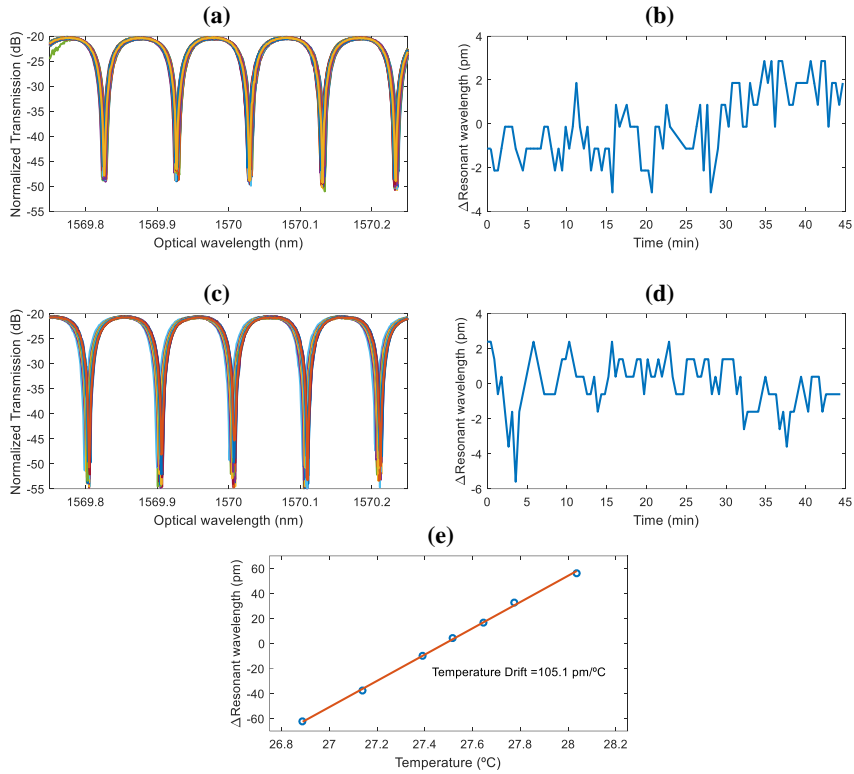 (a)
-20
-25
-30
-35
-40
-45
-50
-55
Normalized Transmission (dB)
1569.8 1569.9 1570 1570.1 1570.2
Optical wavelength (nm)
(b)
4
2
0
-2
-4
ΔResonant wavelength (pm)
0 5 10 15 20 25 30 35 40 45
Time (min)
(c)
-20
-25
-30
-35
-40
-45
-50
-55
Normalized Transmission (dB)
1569.8 1569.9 1570 1570.1 1570.2
Optical wavelength (nm)
(d)
6
4
2
0
-2
-4
-6
ΔResonant wavelength (pm)
0 5 10 15 20 25 30 35 40 45
Time (min)
(e)
60
40
20
0
-20
-40
-60
ΔResonant wavelength (pm)
Temperature Drift =105.1 pm/ºC
26.8 27 27.2 27.4 27.6 27.8 28 28.2
Temperature (ºC)